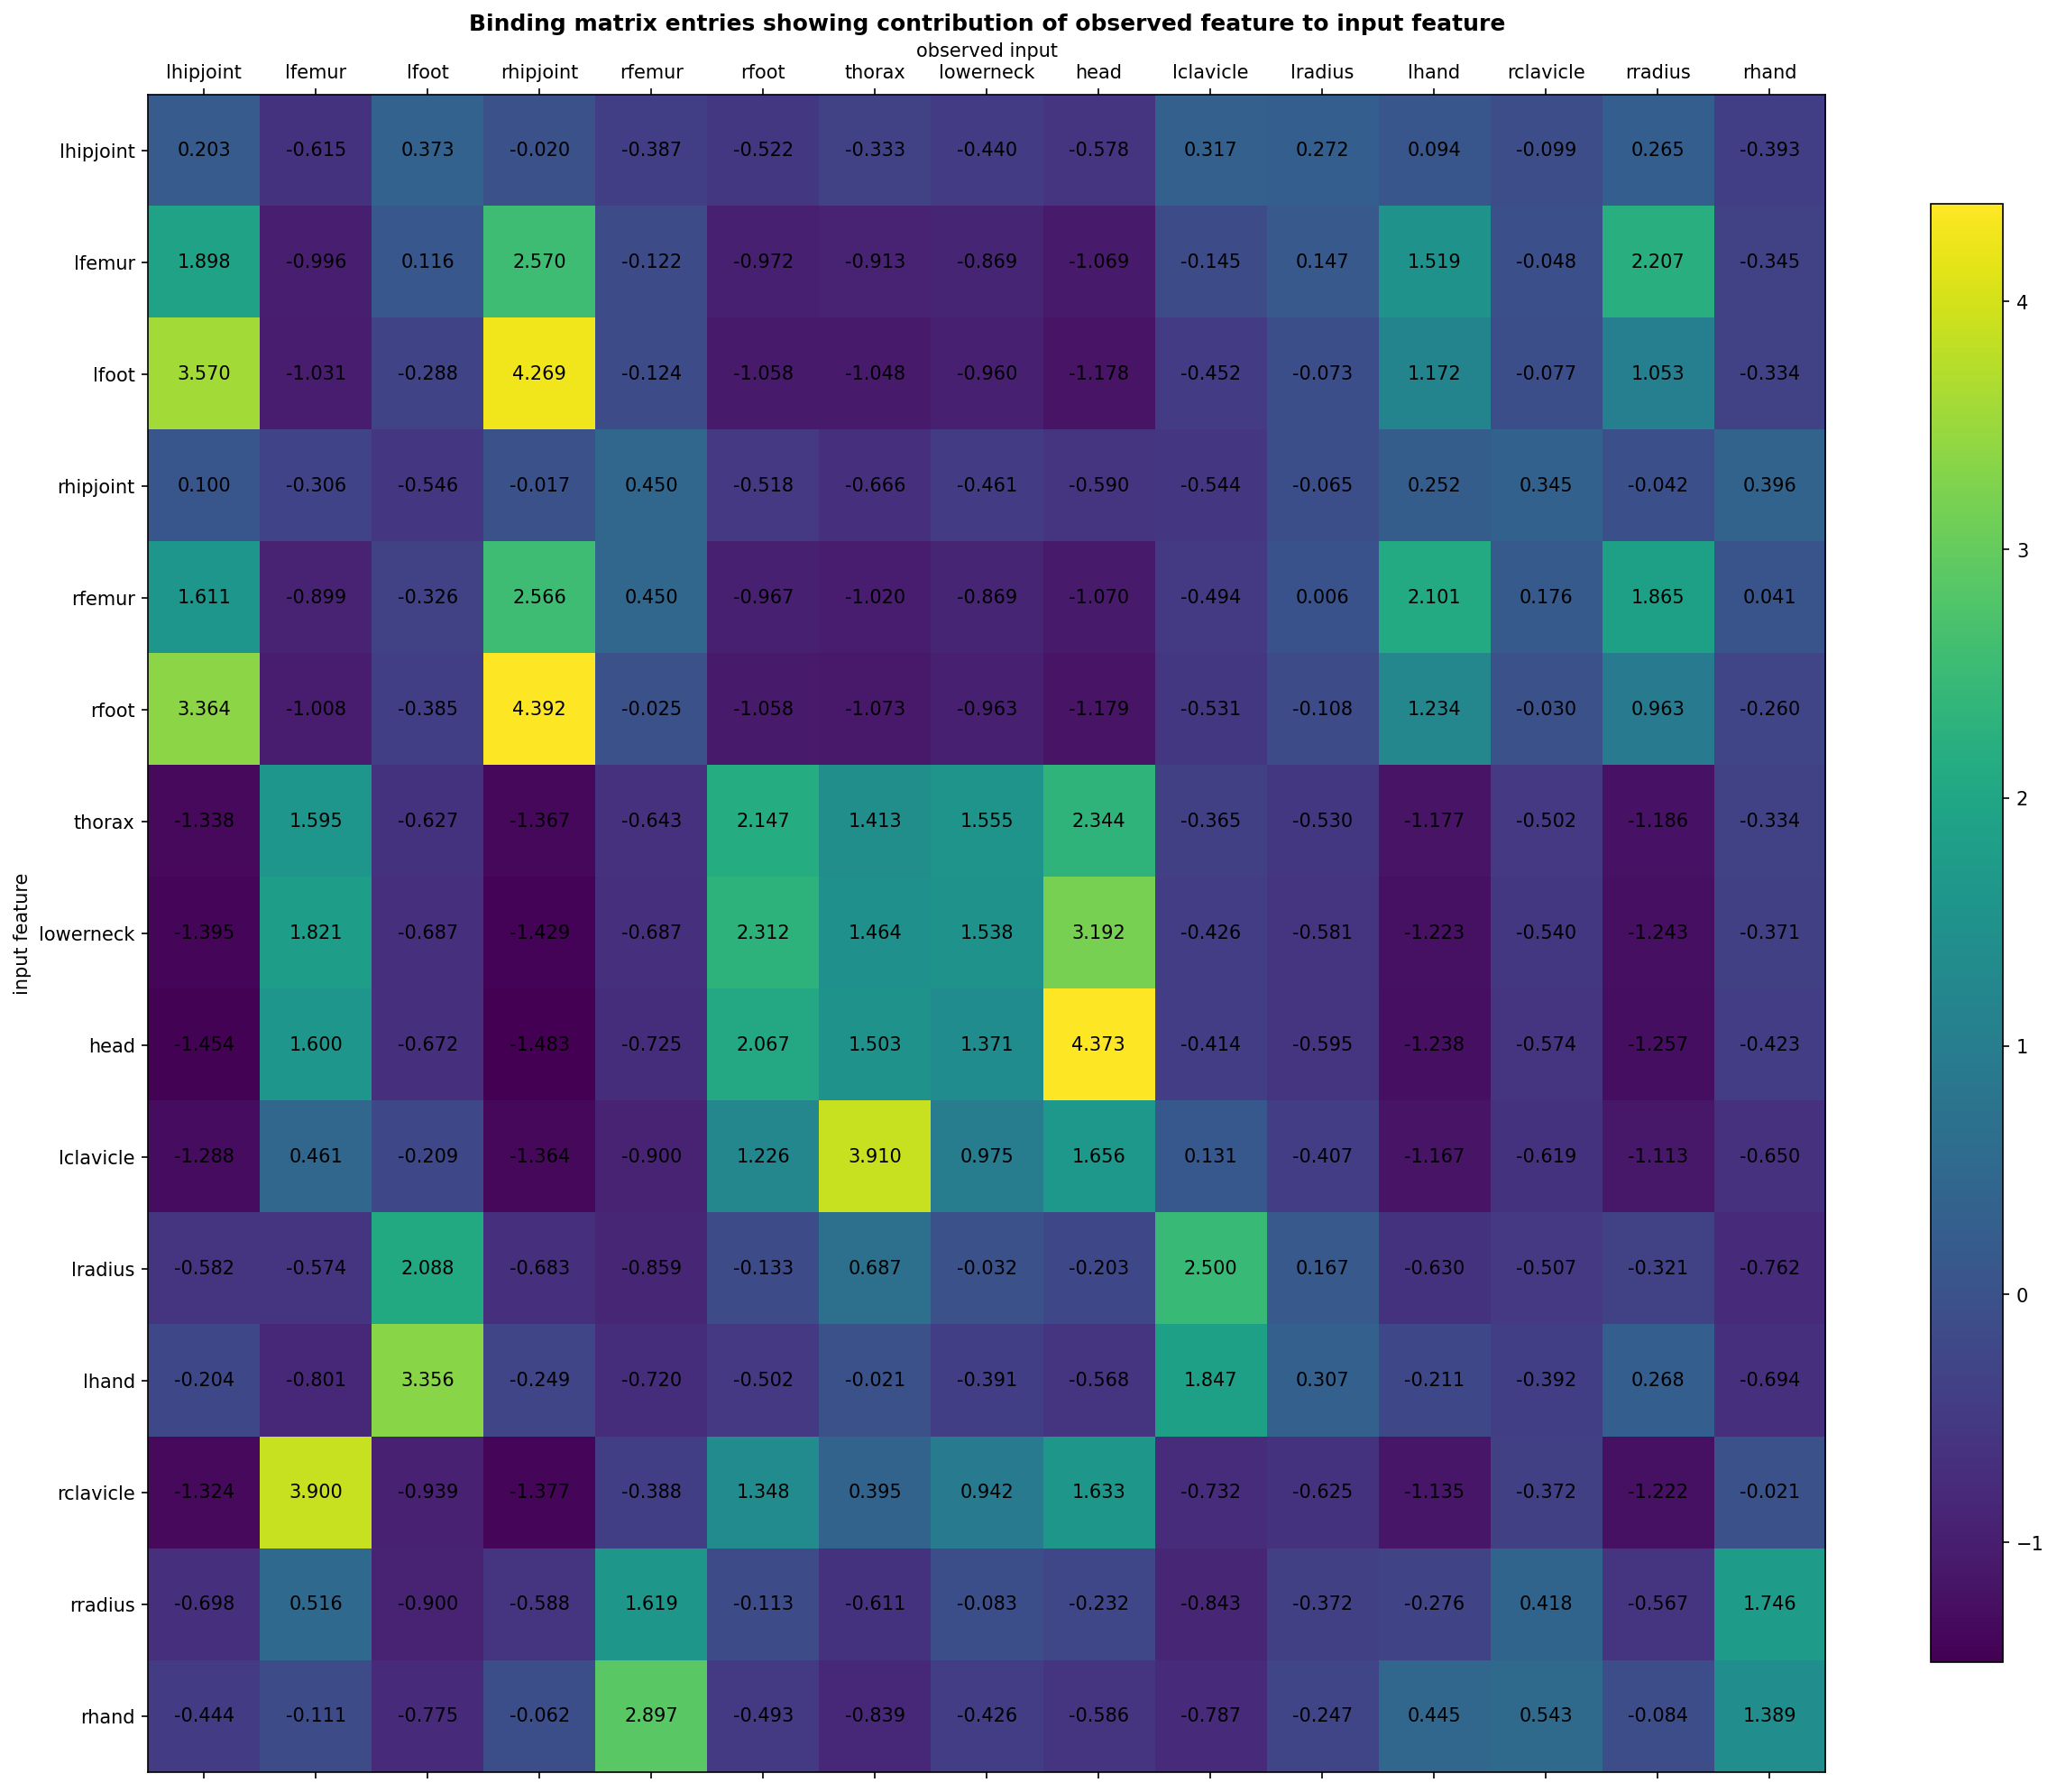 Binding matrix entries showing contribution of observed feature to input feature
observed input
lhipjoint lfemur lfoot rhipjoint rfemur rfoot thorax lowerneck head lclavicle lradius lhand rclavicle rradius rhand
lhipjoint 0.203 -0.615 0.373 -0.020 -0.387 -0.522 -0.333 -0.440 -0.578 0.317 0.272 0.094 -0.099 0.265 -0.393
lfemur 1.898 -0.996 0.116 2.570 -0.122 -0.972 -0.913 -0.869 -1.069 -0.145 0.147 1.519 -0.048 2.207 -0.345
lfoot 3.570 -1.031 -0.288 4.269 -0.124 -1.058 -1.048 -0.960 -1.178 -0.452 -0.073 1.172 -0.077 1.053 -0.334
rhipjoint 0.100 -0.306 -0.546 -0.017 0.450 -0.518 -0.666 -0.461 -0.590 -0.544 -0.065 0.252 0.345 -0.042 0.396
rfemur 1.611 -0.899 -0.326 2.566 0.450 -0.967 -1.020 -0.869 -1.070 -0.494 0.006 2.101 0.176 1.865 0.041
rfoot 3.364 -1.008 -0.385 4.392 -0.025 -1.058 -1.073 -0.963 -1.179 -0.531 -0.108 1.234 -0.030 0.963 -0.260
thorax -1.338 1.595 -0.627 -1.367 -0.643 2.147 1.413 1.555 2.344 -0.365 -0.530 -1.177 -0.502 -1.186 -0.334
lowerneck -1.395 1.821 -0.687 -1.429 -0.687 2.312 1.464 1.538 3.192 -0.426 -0.581 -1.223 -0.540 -1.243 -0.371
head -1.454 1.600 -0.672 -1.483 -0.725 2.067 1.503 1.371 4.373 -0.414 -0.595 -1.238 -0.574 -1.257 -0.423
lclavicle -1.288 0.461 -0.209 -1.364 -0.900 1.226 3.910 0.975 1.656 0.131 -0.407 -1.167 -0.619 -1.113 -0.650
lradius -0.582 -0.574 2.088 -0.683 -0.859 -0.133 0.687 -0.032 -0.203 2.500 0.167 -0.630 -0.507 -0.321 -0.762
lhand -0.204 -0.801 3.356 -0.249 -0.720 -0.502 -0.021 -0.391 -0.568 1.847 0.307 -0.211 -0.392 0.268 -0.694
rclavicle -1.324 3.900 -0.939 -1.377 -0.388 1.348 0.395 0.942 1.633 -0.732 -0.625 -1.135 -0.372 -1.222 -0.021
rradius -0.698 0.516 -0.900 -0.588 1.619 -0.113 -0.611 -0.083 -0.232 -0.843 -0.372 -0.276 0.418 -0.567 1.746
rhand -0.444 -0.111 -0.775 -0.062 2.897 -0.493 -0.839 -0.426 -0.586 -0.787 -0.247 0.445 0.543 -0.084 1.389
input feature
4
3
2
1
0
−1